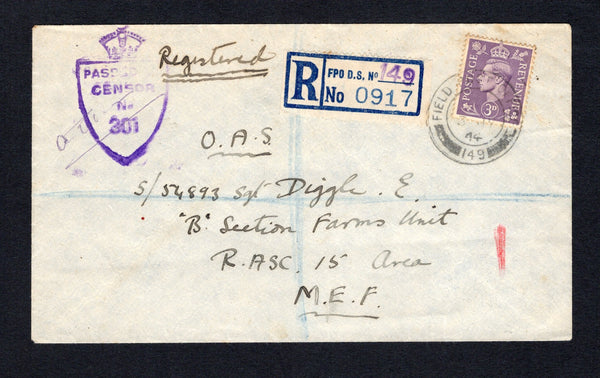 PASSED
CENSOR
No
301
Registered
R
FPO D.S. No 149
No 0917
POSTAGE
REVENUE
3D
FIELD
44
149
O.A.S.
S/54893 Sgt Diggle. E.
'B' Section Farms Unit
R.ASC. 15 Area
M.E.F.